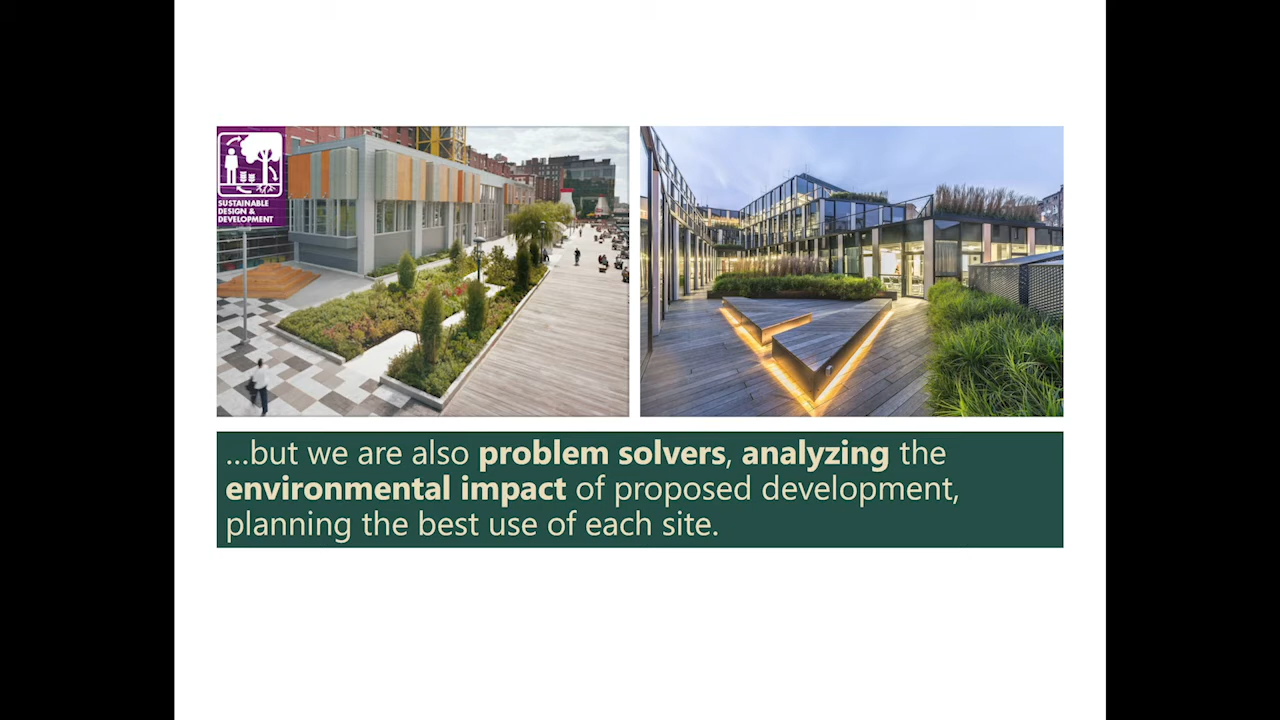 SUSTAINABLE
DESIGN &
DEVELOPMENT
...but we are also problem solvers, analyzing the
environmental impact of proposed development,
planning the best use of each site.